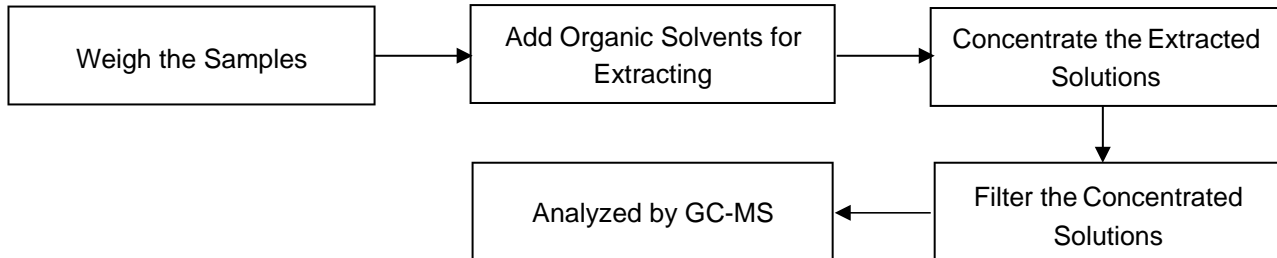 Weigh the Samples
Add Organic Solvents for
Extracting
Concentrate the Extracted
Solutions
Filter the Concentrated
Solutions
Analyzed by GC-MS